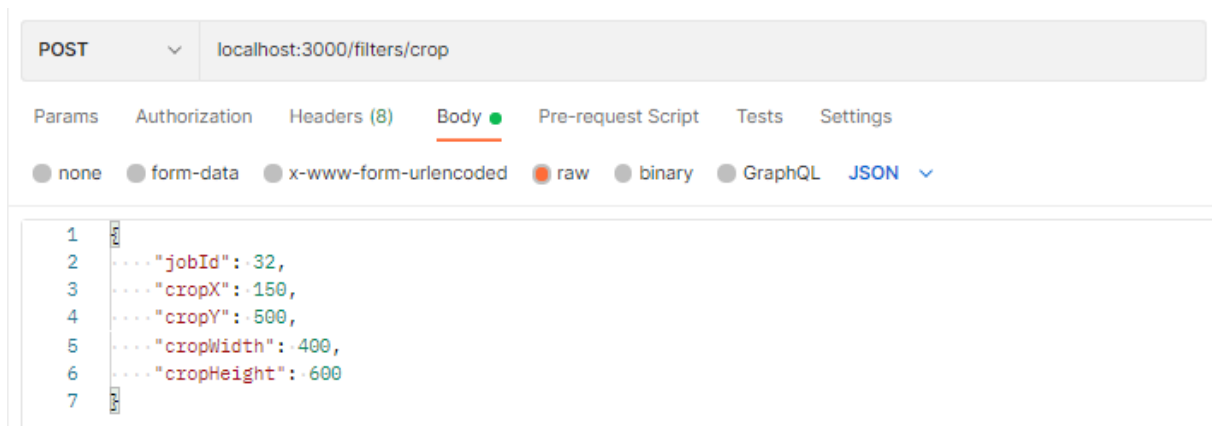 POST localhost:3000/filters/crop
Params Authorization Headers (8) Body Pre-request Script Tests Settings
none form-data x-www-form-urlencoded raw binary GraphQL JSON
1 {
2 "jobId": 32,
3 "cropX": 150,
4 "cropY": 500,
5 "cropWidth": 400,
6 "cropHeight": 600
7 }